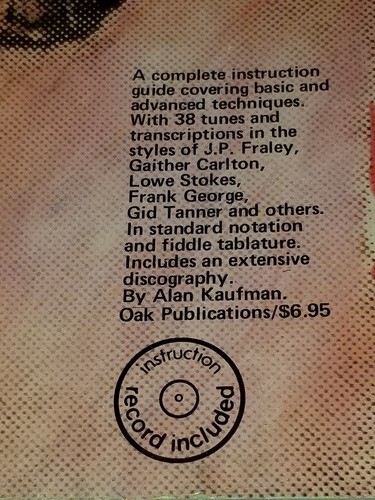 A complete instruction
guide covering basic and
advanced techniques.
With 38 tunes and
transcriptions in the
styles of J.P. Fraley,
Gaither Carlton,
Lowe Stokes,
Frank George,
Gid Tanner and others.
In standard notation
and fiddle tablature.
Includes an extensive
discography.
By Alan Kaufman.
Oak Publications/$6.95
instruction
record included